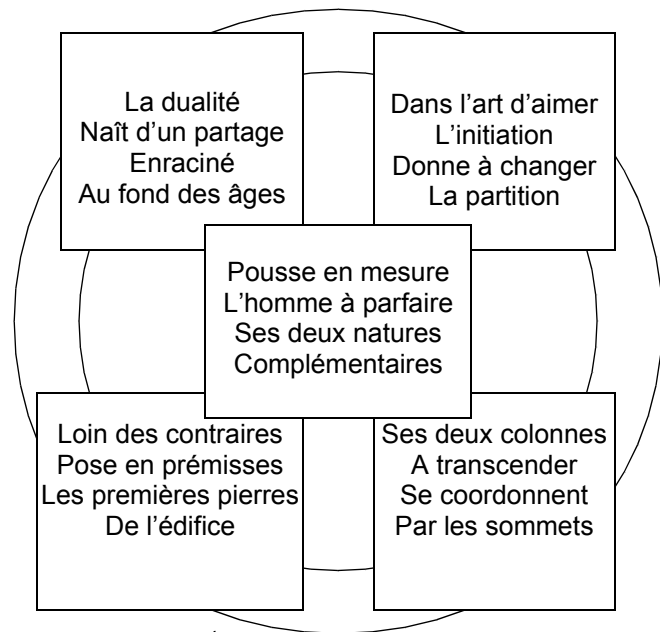 La dualité
Naît d'un partage
Enraciné
Au fond des âges
Dans l'art d'aimer
L'initiation
Donne à changer
La partition
Pousse en mesure
L'homme à parfaire
Ses deux natures
Complémentaires
Loin des contraires
Pose en prémisses
Les premières pierres
De l'édifice
Ses deux colonnes
A transcender
Se coordonnent
Par les sommets